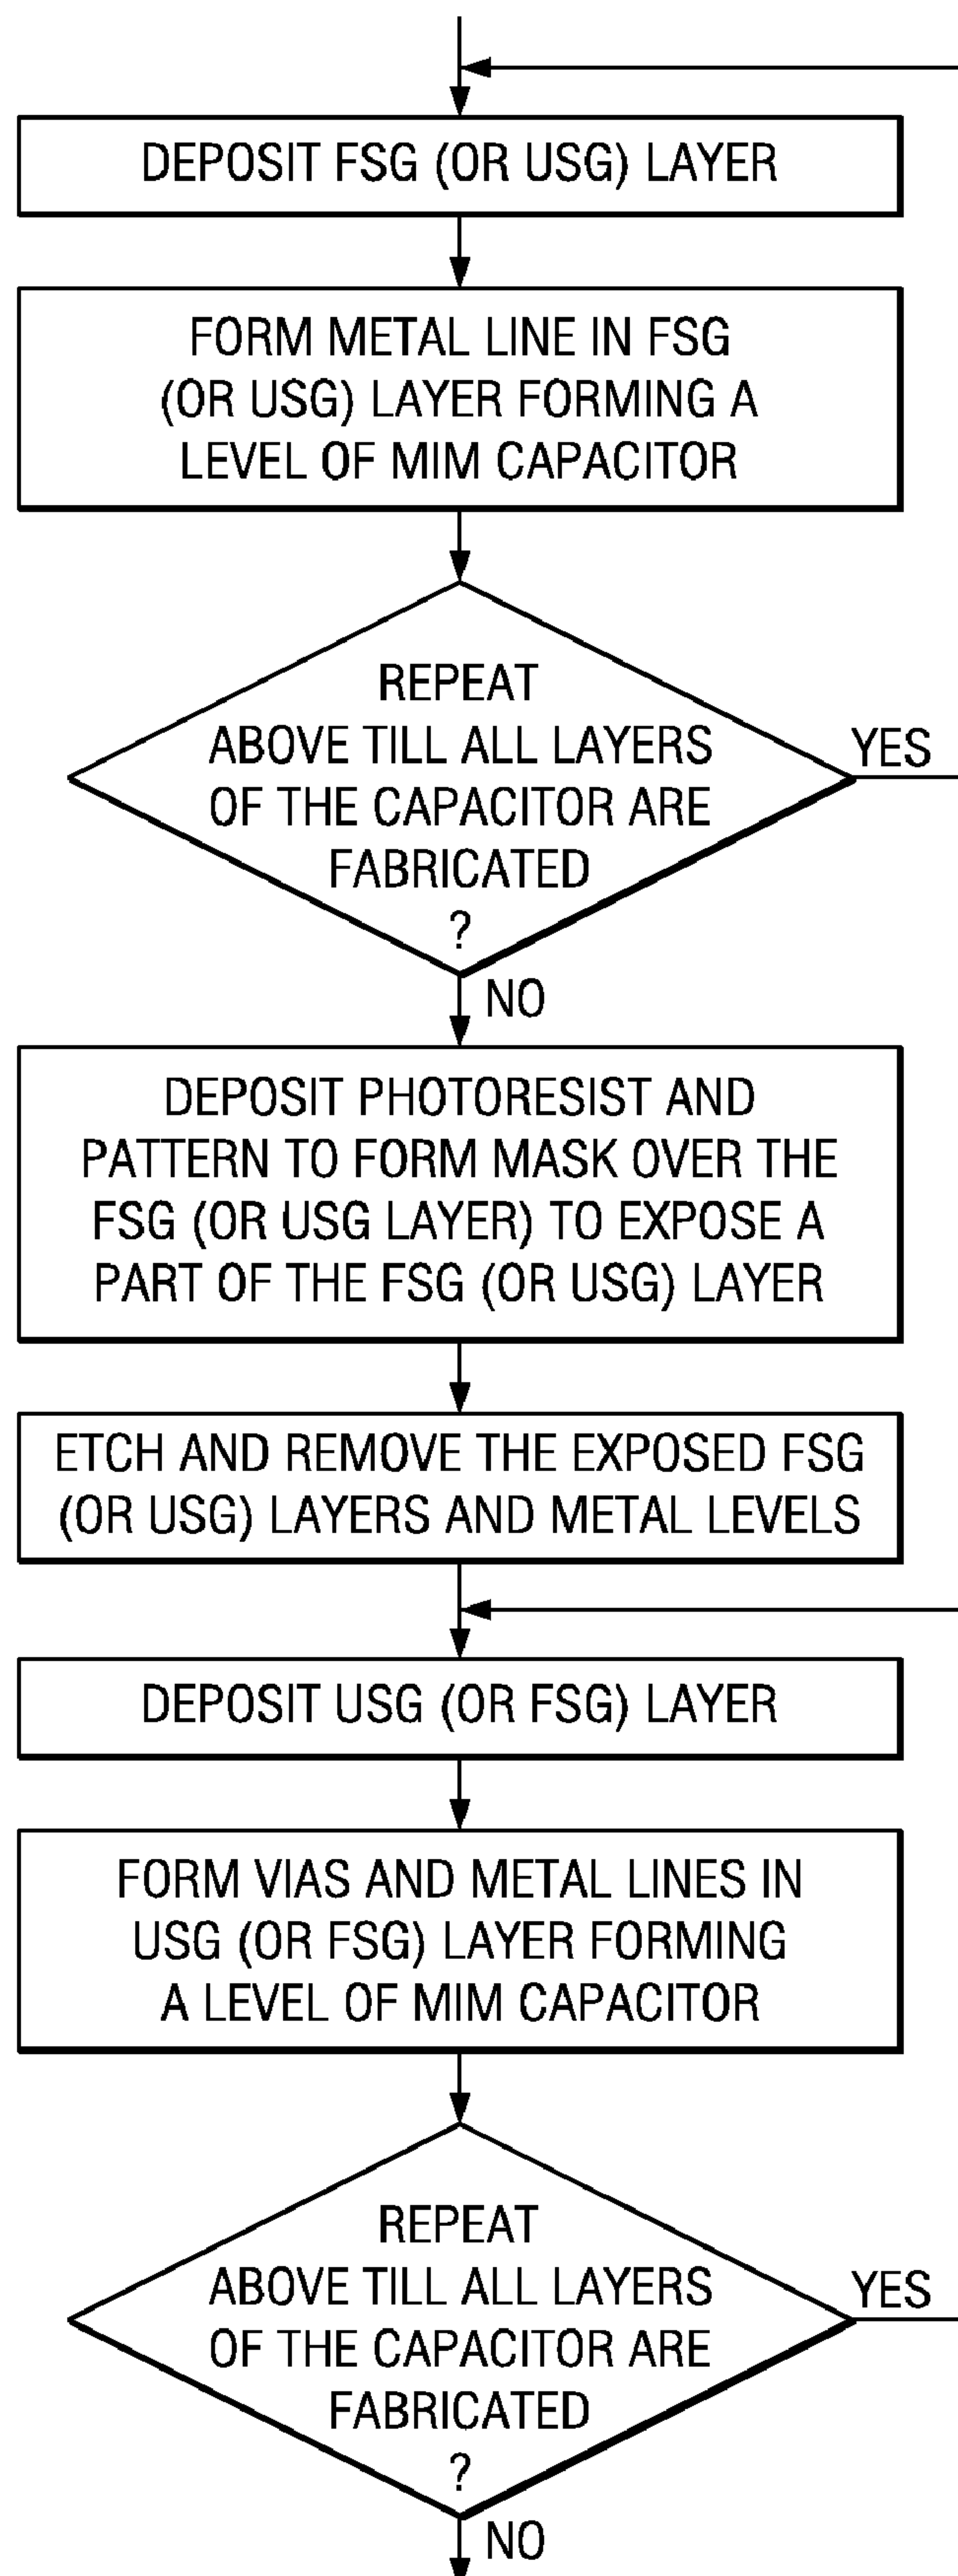 DEPOSIT FSG (OR USG) LAYER
FORM METAL LINE IN FSG
(OR USG) LAYER FORMING A
LEVEL OF MIM CAPACITOR
REPEAT
ABOVE TILL ALL LAYERS
OF THE CAPACITOR ARE
FABRICATED
?
YES
NO
DEPOSIT PHOTORESIST AND
PATTERN TO FORM MASK OVER THE
FSG (OR USG LAYER) TO EXPOSE A
PART OF THE FSG (OR USG) LAYER
ETCH AND REMOVE THE EXPOSED FSG
(OR USG) LAYERS AND METAL LEVELS
DEPOSIT USG (OR FSG) LAYER
FORM VIAS AND METAL LINES IN
USG (OR FSG) LAYER FORMING
A LEVEL OF MIM CAPACITOR
REPEAT
ABOVE TILL ALL LAYERS
OF THE CAPACITOR ARE
FABRICATED
?
YES
NO